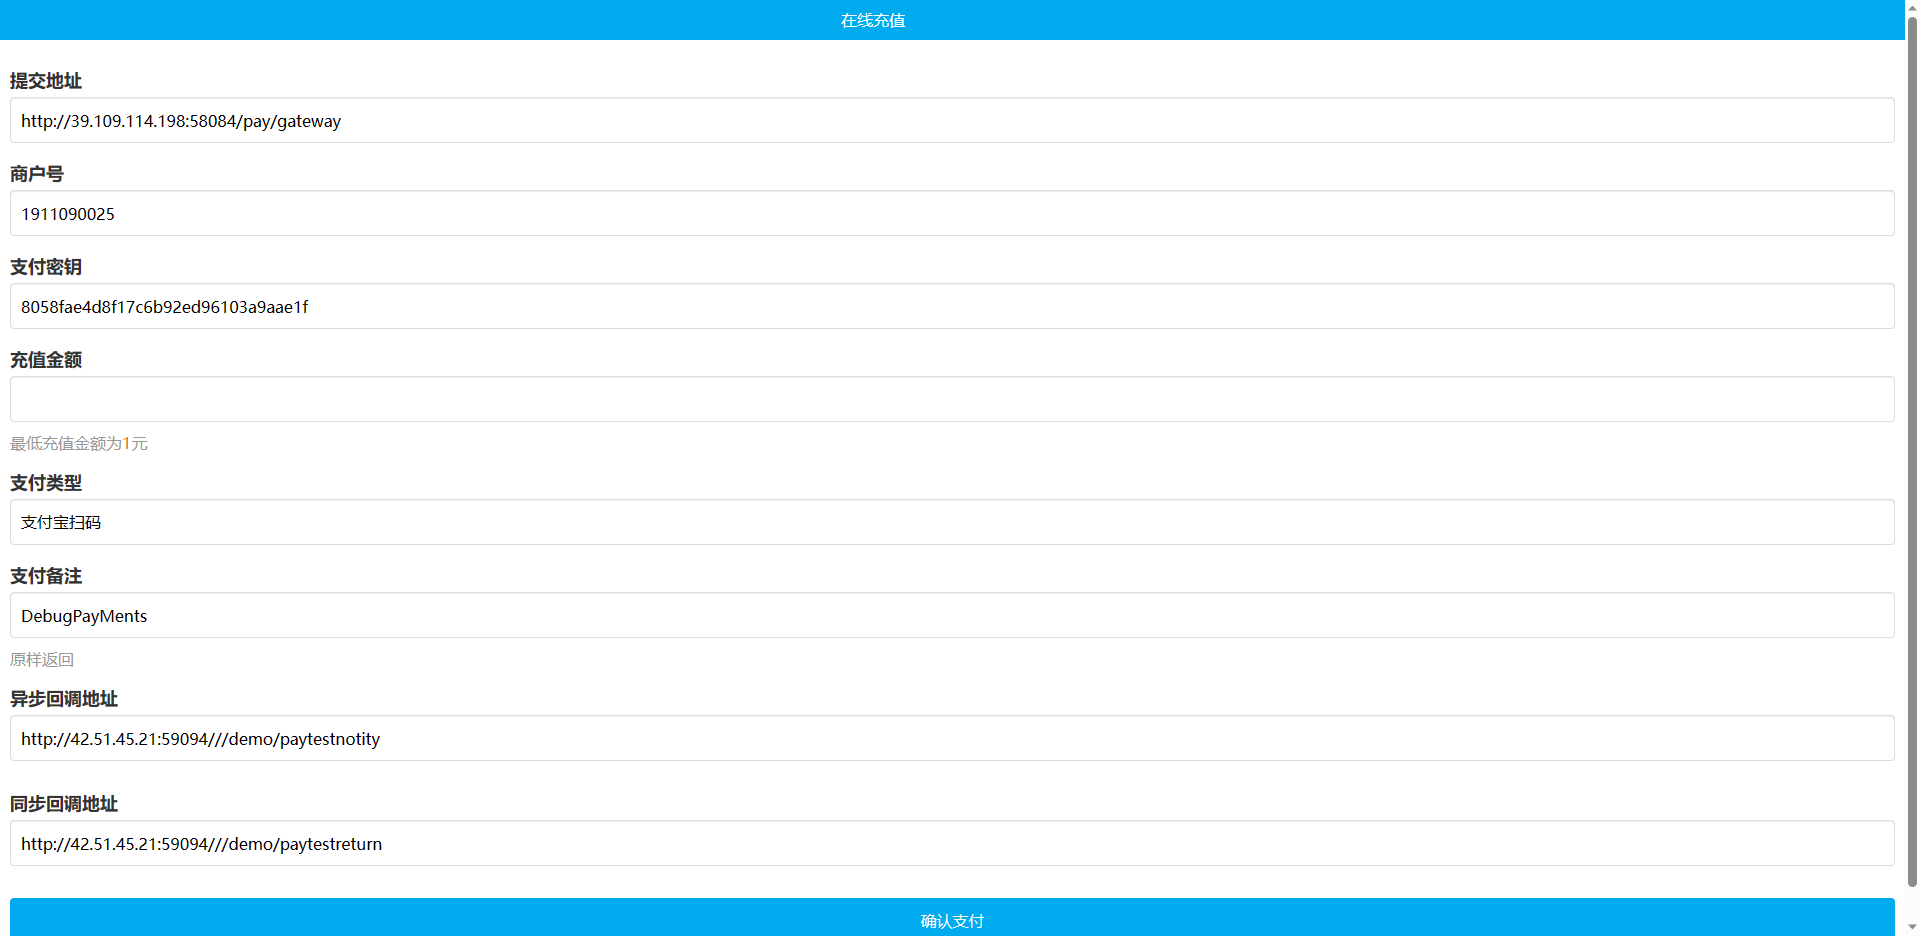 在线充值
提交地址
http://39.109.114.198:58084/pay/gateway
商户号
1911090025
支付密钥
8058fae4d8f17c6b92ed96103a9aae1f
充值金额
最低充值金额为1元
支付类型
支付宝扫码
支付备注
DebugPayMents
原样返回
异步回调地址
http://42.51.45.21:59094///demo/paytestnotity
同步回调地址
http://42.51.45.21:59094///demo/paytestreturn
确认支付